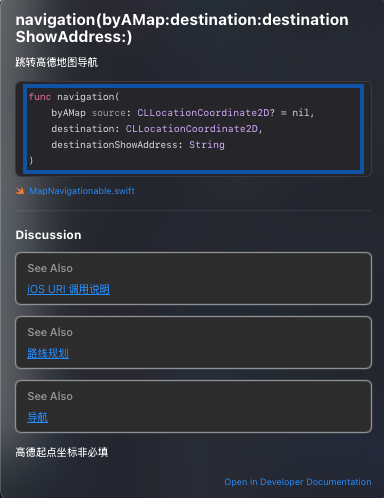 navigation(byAMap:destination:destination
ShowAddress:)
跳转高德地图导航
func navigation(
byAMap source: CLLocationCoordinate2D? = nil,
destination: CLLocationCoordinate2D,
destinationShowAddress: String
)
MapNavigationable.swift
Discussion
See Also
iOS URI 调用说明
See Also
路线规划
See Also
导航
高德起点坐标非必填
Open in Developer Documentation